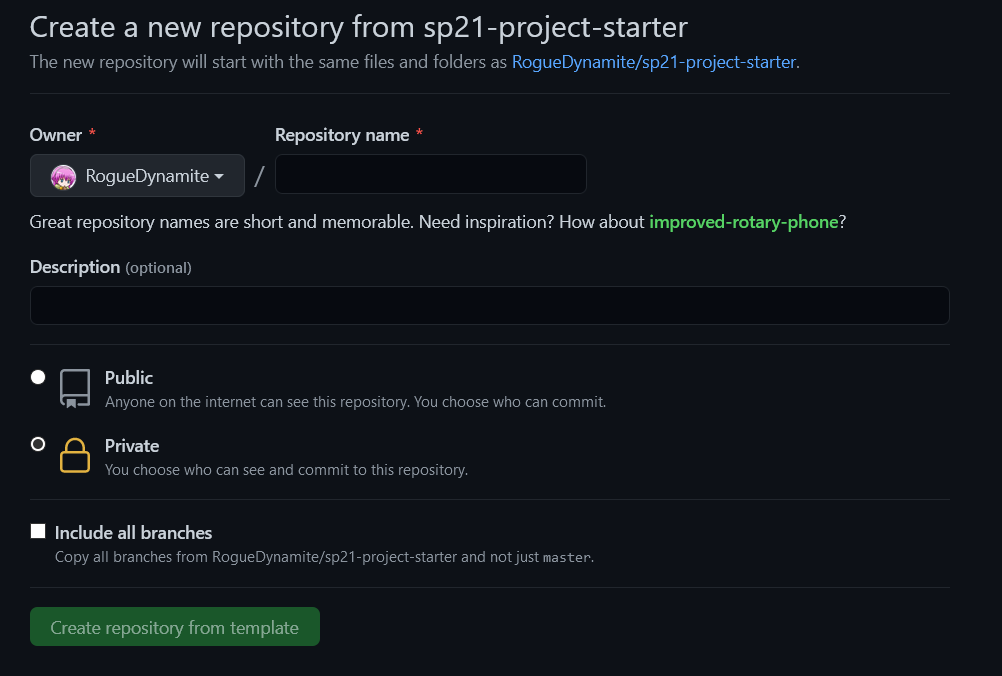 Create a new repository from sp21-project-starter
The new repository will start with the same files and folders as RogueDynamite/sp21-project-starter.
Owner * Repository name *
RogueDynamite /
Great repository names are short and memorable. Need inspiration? How about improved-rotary-phone?
Description (optional)
Public
Anyone on the internet can see this repository. You choose who can commit.
Private
You choose who can see and commit to this repository.
Include all branches
Copy all branches from RogueDynamite/sp21-project-starter and not just master.
Create repository from template